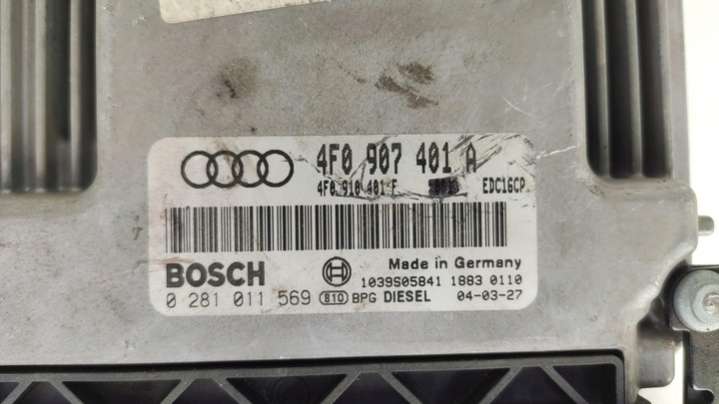 4F0 907 401 A
4F0 910 401 F EDC16CP
BOSCH Made in Germany
1039S05841 1883 0110
0 281 011 569 810 BPG DIESEL 04-03-27